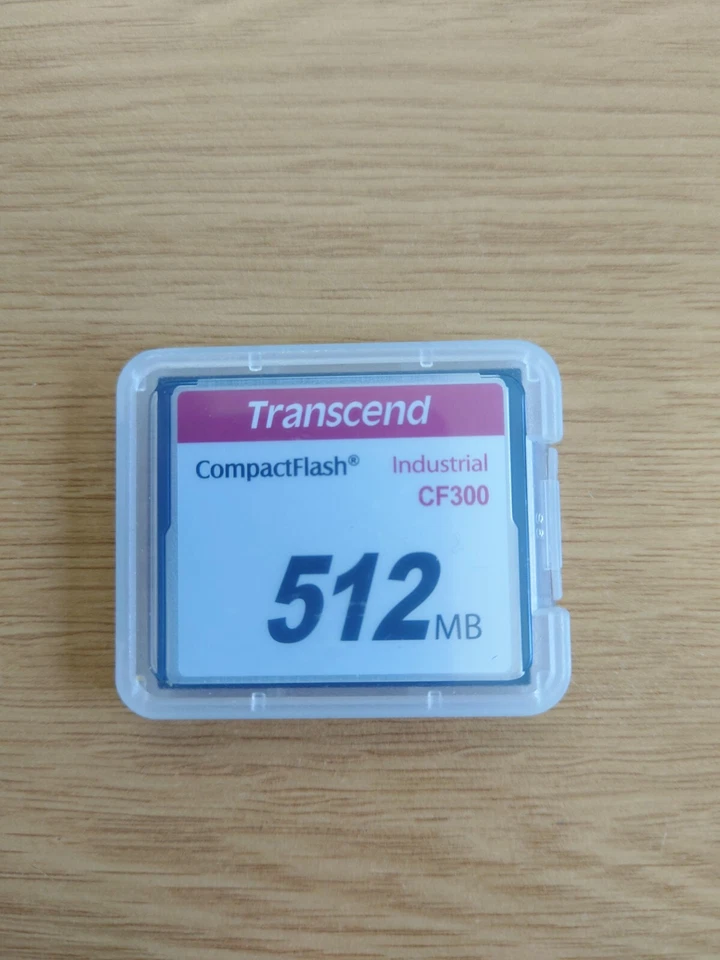 Transcend
CompactFlash® Industrial
CF300
512MB